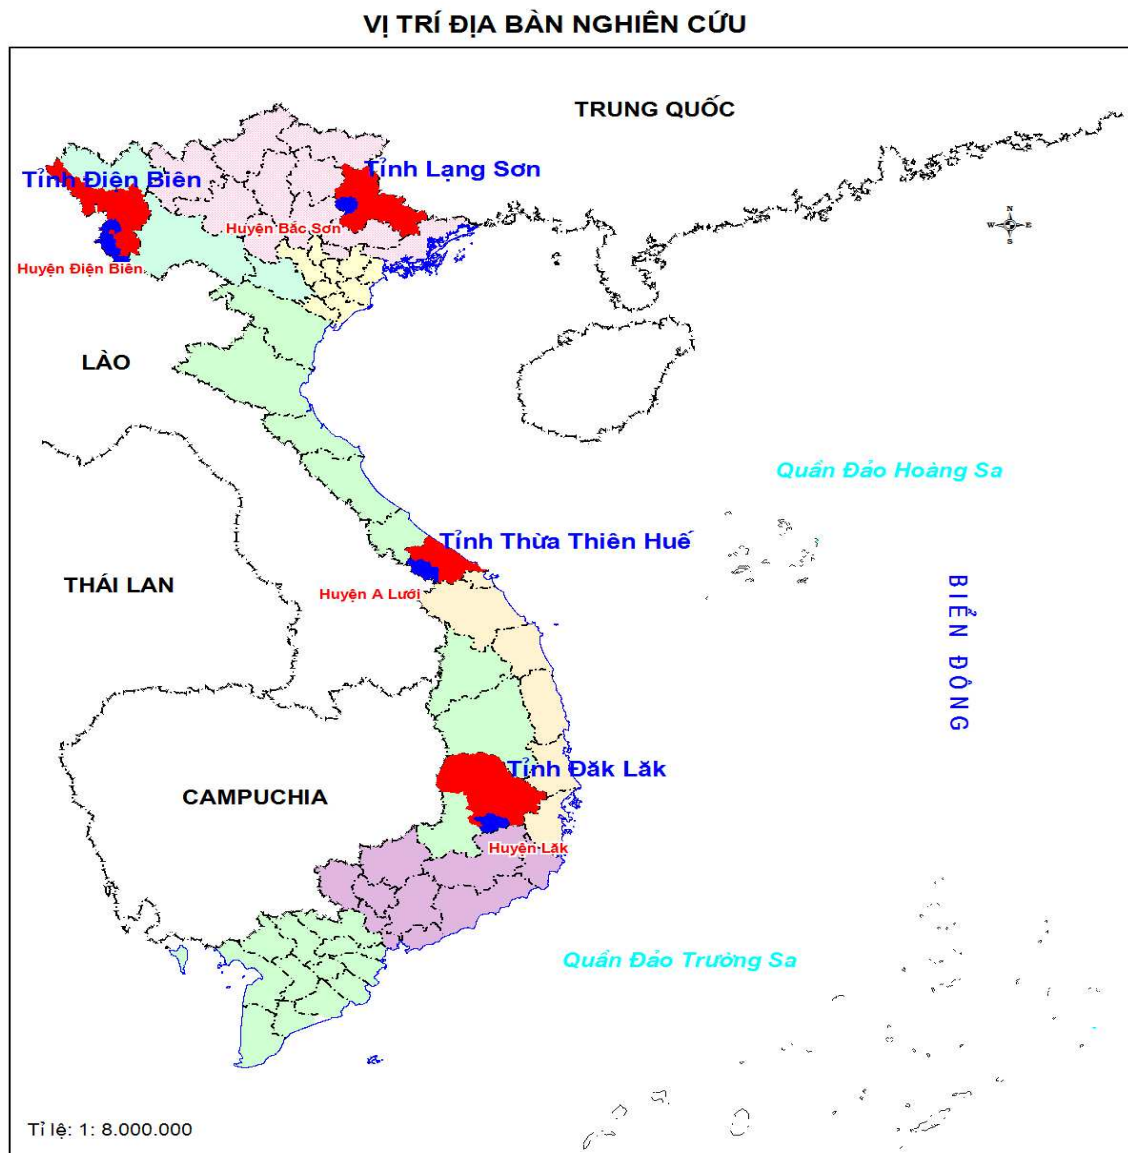 VỊ TRÍ ĐỊA BÀN NGHIÊN CỨU
TRUNG QUỐC
Tỉnh Lạng Sơn
Tỉnh Điện Biên
Huyện Bắc Sơn
N
W E
S
Huyện Điện Biên
LÀO
Quần Đảo Hoàng Sa
Tỉnh Thừa Thiên Huế
THÁI LAN
Huyện A Lưới
BIỂN ĐÔNG
Tỉnh Đăk Lăk
CAMPUCHIA
Huyện Lăk
Quần Đảo Trường Sa
Tỉ lệ: 1: 8.000.000